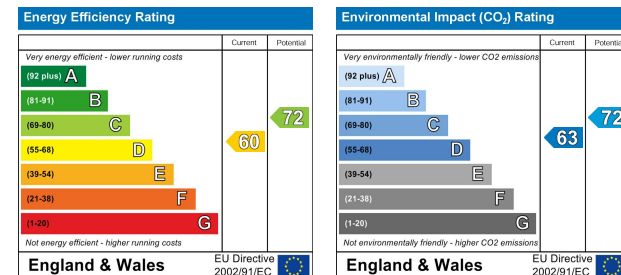 Energy Efficiency Rating
Current Potential
Very energy efficient - lower running costs
(92 plus) A
(81-91) B
(69-80) C
(55-68) D
(39-54) E
(21-38) F
(1-20) G
60
72
Not energy efficient - higher running costs
England & Wales
EU Directive
2002/91/EC
Environmental Impact (CO₂) Rating
Current Potential
Very environmentally friendly - lower CO2 emissions
(92 plus) A
(81-91) B
(69-80) C
(55-68) D
(39-54) E
(21-38) F
(1-20) G
63
72
Not environmentally friendly - higher CO2 emissions
England & Wales
EU Directive
2002/91/EC